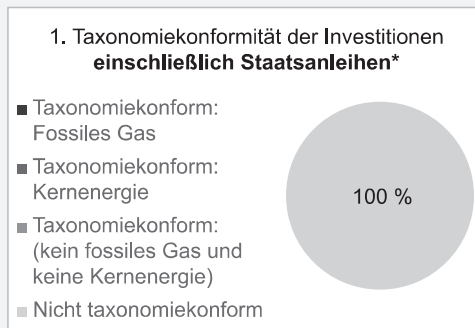 1. Taxonomiekonformität der Investitionen
einschließlich Staatsanleihen*
Taxonomiekonform:
Fossiles Gas
Taxonomiekonform:
Kernenergie
Taxonomiekonform:
(kein fossiles Gas und
keine Kernenergie)
Nicht taxonomiekonform
100 %